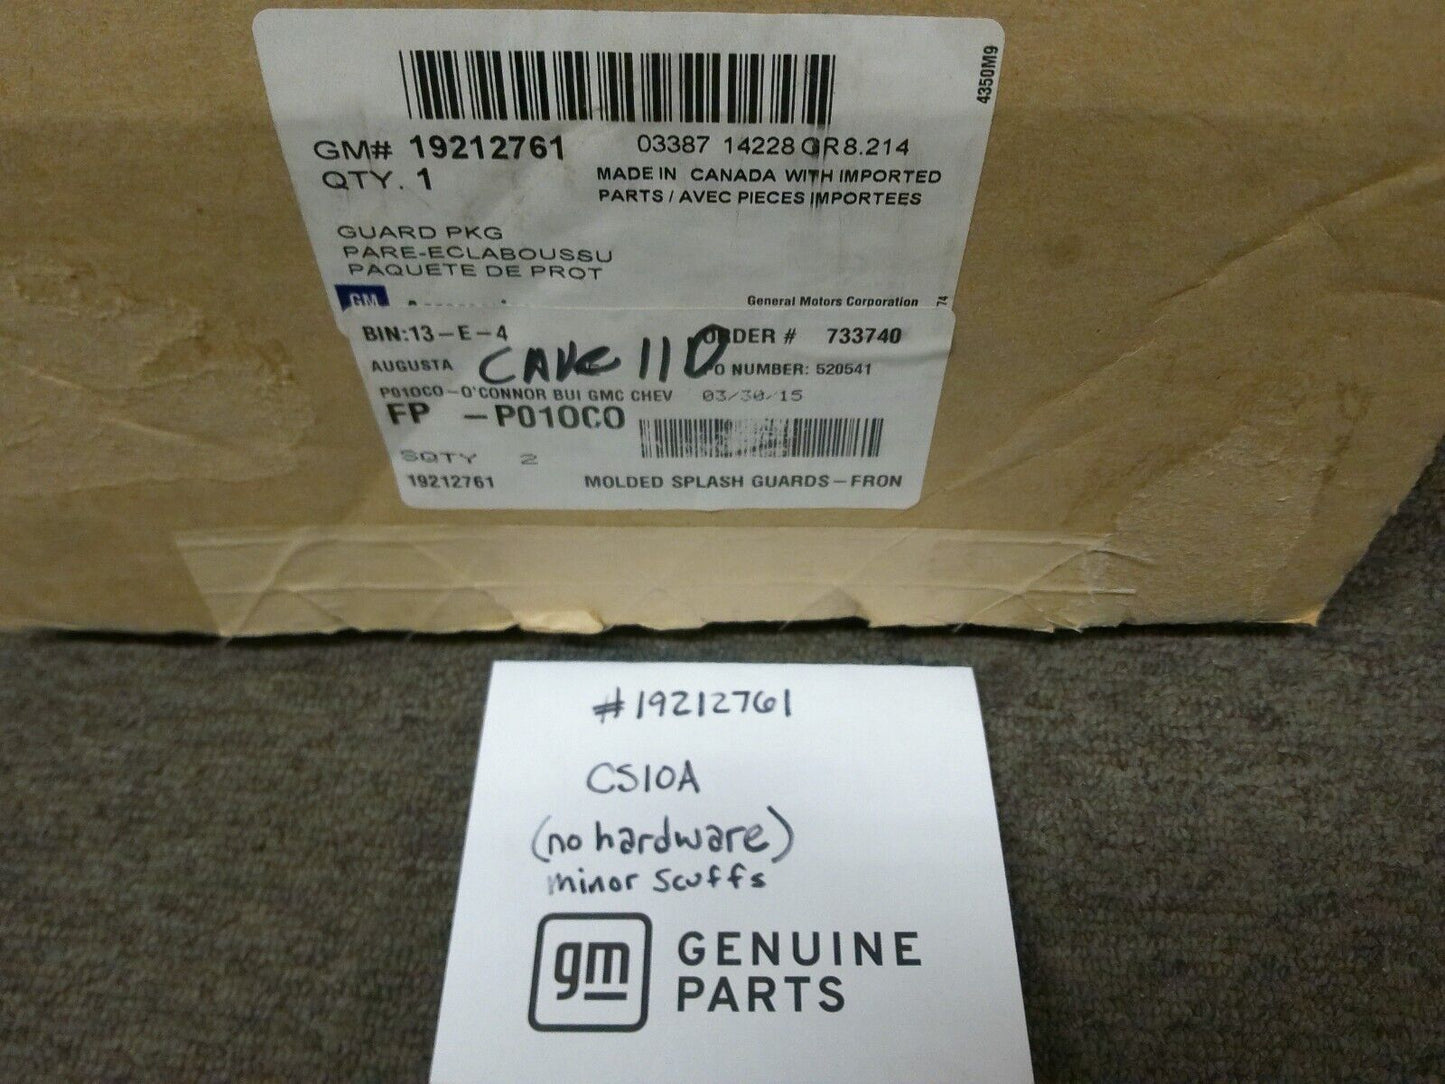 4350M9
GM# 19212761
03387 14228 GR8.214
QTY. 1
MADE IN CANADA WITH IMPORTED
PARTS / AVEC PIECES IMPORTEES
GUARD PKG
PARE-ECLABOUSSU
PAQUETE DE PROT
GM
General Motors Corporation
74
BIN:13-E-4
ORDER # 733740
AUGUSTA
O NUMBER: 520541
P010CO-O'CONNOR BUI GMC CHEV 03/30/15
FP -P010CO
SQTY 2
19212761 MOLDED SPLASH GUARDS-FRON
#19212761
CS10A
(no hardware)
minor scuffs
gm GENUINE
PARTS